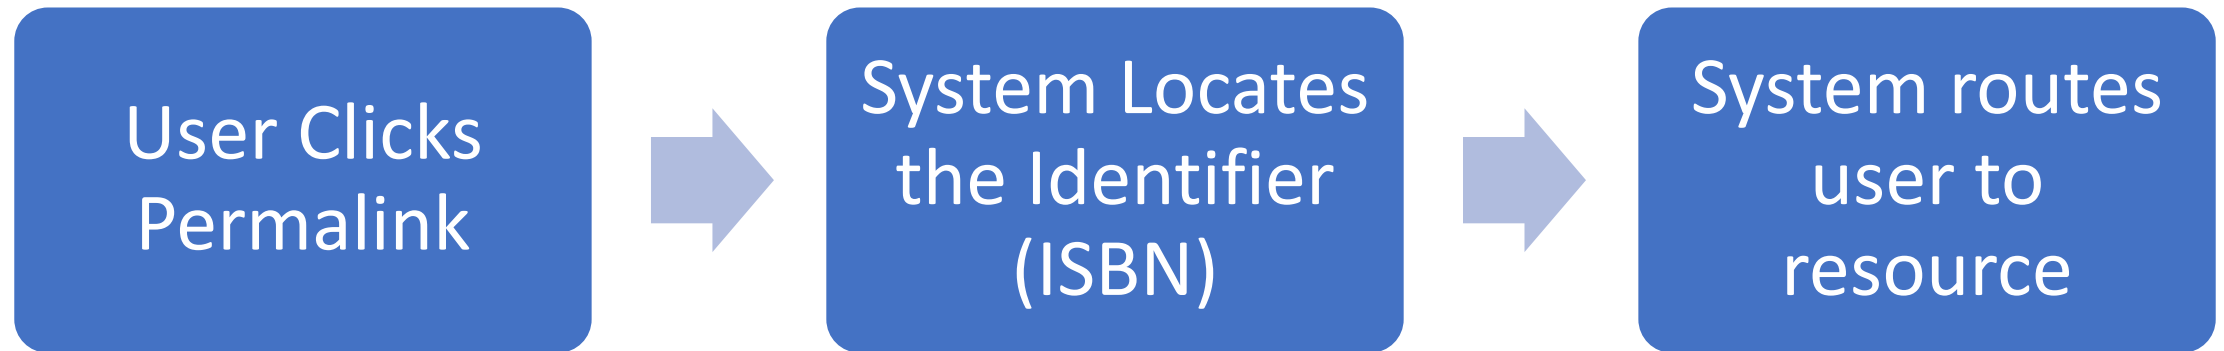 User Clicks
Permalink
System Locates
the Identifier
(ISBN)
System routes
user to
resource